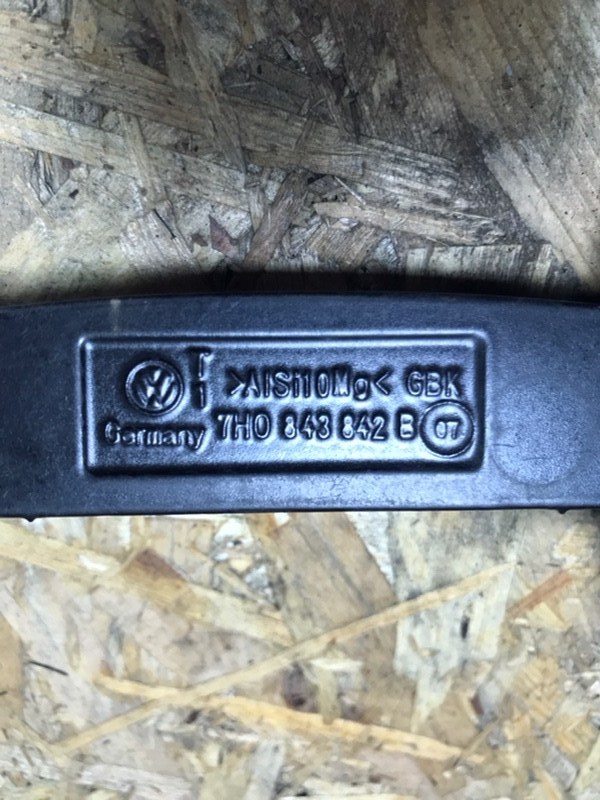 >AlSi10Mg< GBK
Germany 7H0 843 842 B 07